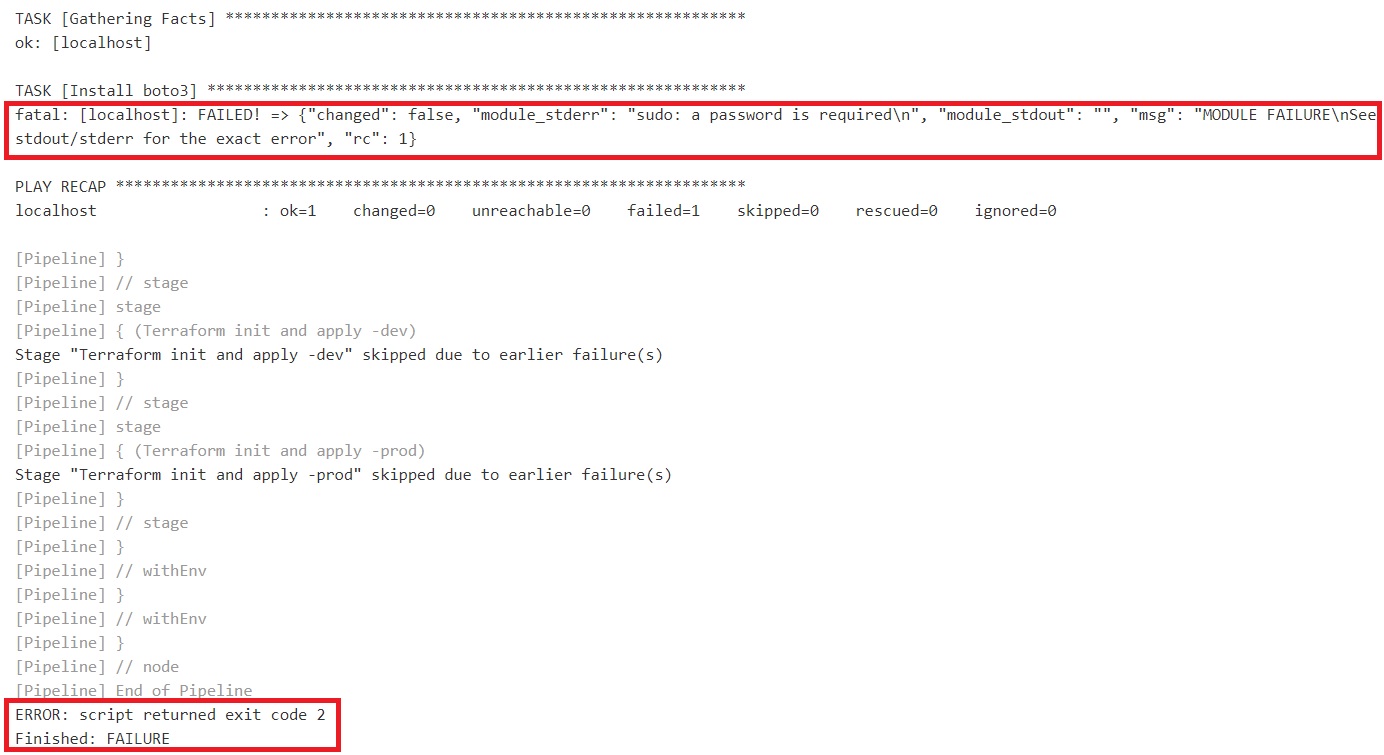 TASK [Gathering Facts] *********************************************************
ok: [localhost]
TASK [Install boto3] ***********************************************************
fatal: [localhost]: FAILED! => {"changed": false, "module_stderr": "sudo: a password is required\n", "module_stdout": "", "msg": "MODULE FAILURE\nSee
stdout/stderr for the exact error", "rc": 1}
PLAY RECAP *********************************************************************
localhost                  : ok=1    changed=0    unreachable=0    failed=1    skipped=0    rescued=0    ignored=0
[Pipeline] }
[Pipeline] // stage
[Pipeline] stage
[Pipeline] { (Terraform init and apply -dev)
Stage "Terraform init and apply -dev" skipped due to earlier failure(s)
[Pipeline] }
[Pipeline] // stage
[Pipeline] stage
[Pipeline] { (Terraform init and apply -prod)
Stage "Terraform init and apply -prod" skipped due to earlier failure(s)
[Pipeline] }
[Pipeline] // stage
[Pipeline] }
[Pipeline] // withEnv
[Pipeline] }
[Pipeline] // withEnv
[Pipeline] }
[Pipeline] // node
[Pipeline] End of Pipeline
ERROR: script returned exit code 2
Finished: FAILURE